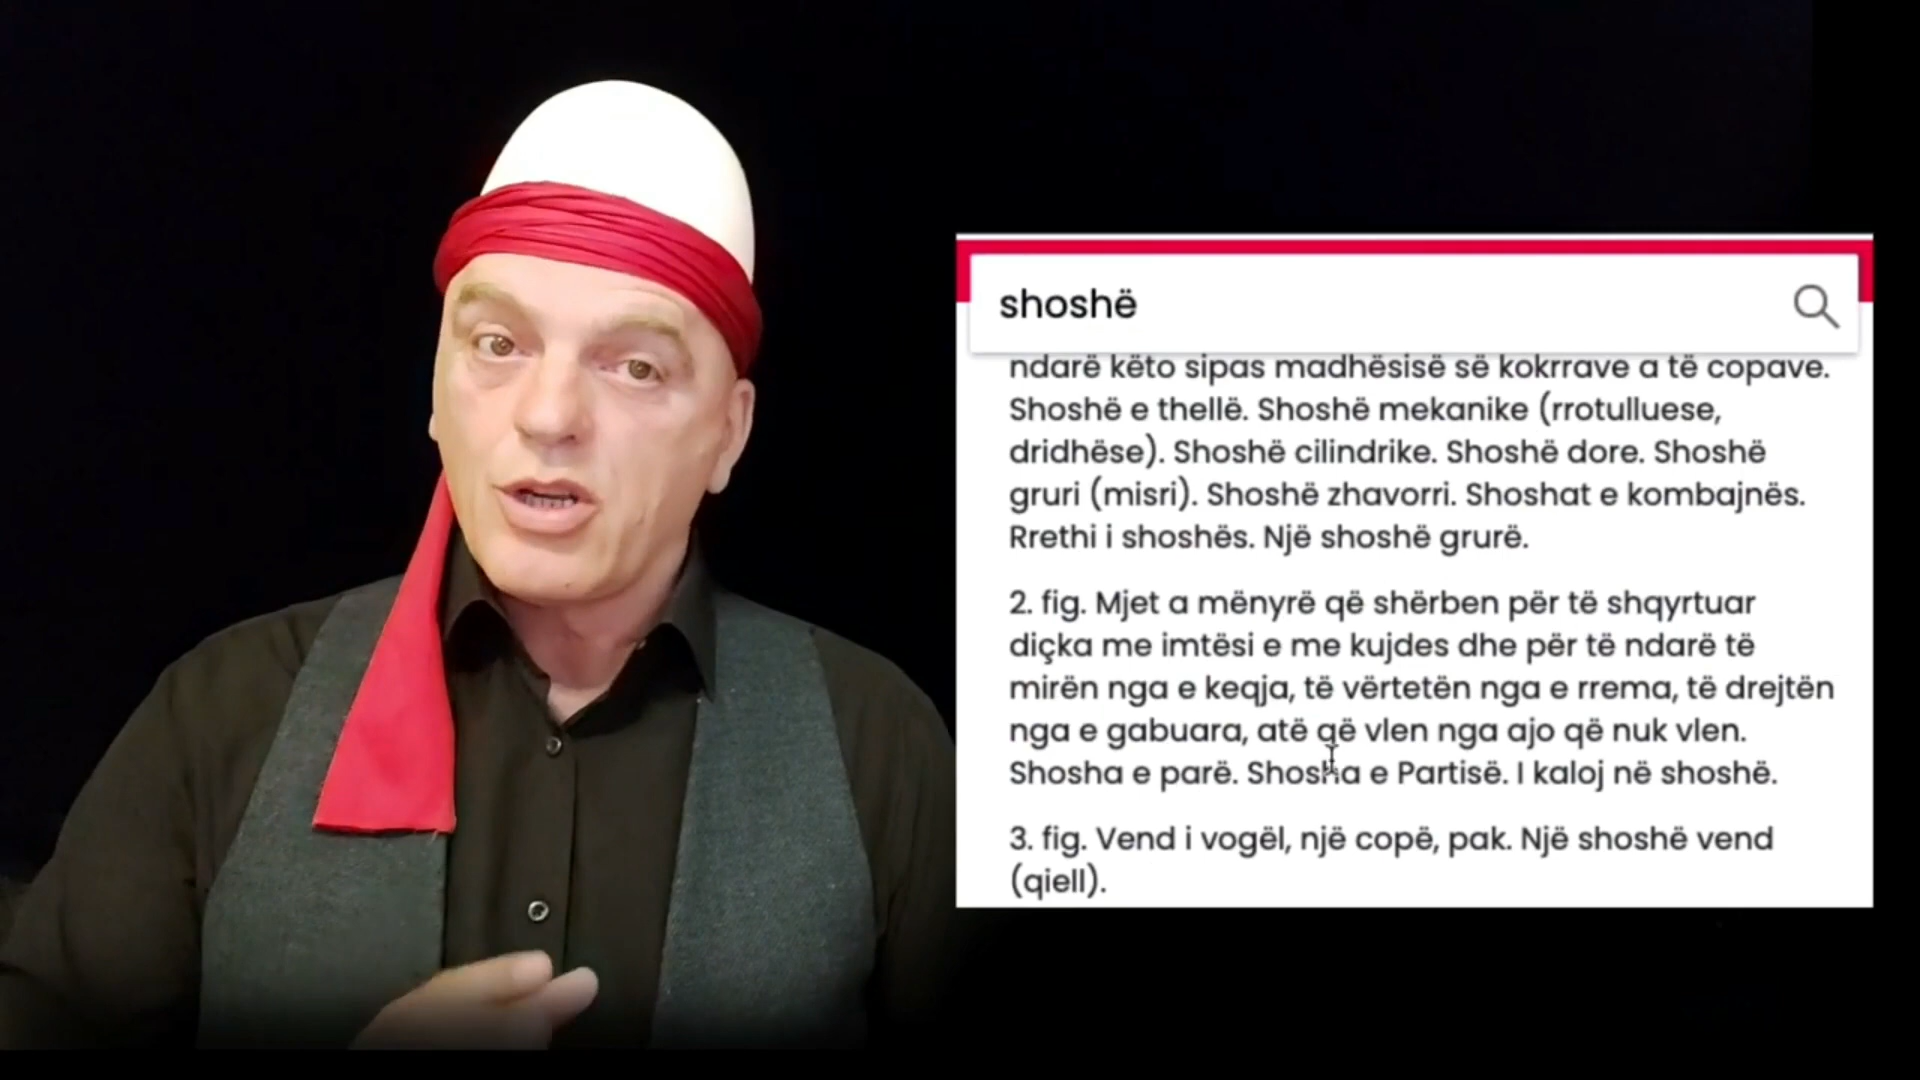 shoshë
ndarë këto sipas madhësisë së kokrrave a të copave.
Shoshë e thellë. Shoshë mekanike (rrotulluese,
dridhëse). Shoshë cilindrike. Shoshë dore. Shoshë
gruri (misri). Shoshë zhavorri. Shoshat e kombajnës.
Rrethi i shoshës. Një shoshë grurë.
2. fig. Mjet a mënyrë që shërben për të shqyrtuar
diçka me imtësi e me kujdes dhe për të ndarë të
mirën nga e keqja, të vërtetën nga e rrema, të drejtën
nga e gabuara, atë që vlen nga ajo që nuk vlen.
Shosha e parë. Shosha e Partisë. I kaloj në shoshë.
3. fig. Vend i vogël, një copë, pak. Një shoshë vend
(qiell).